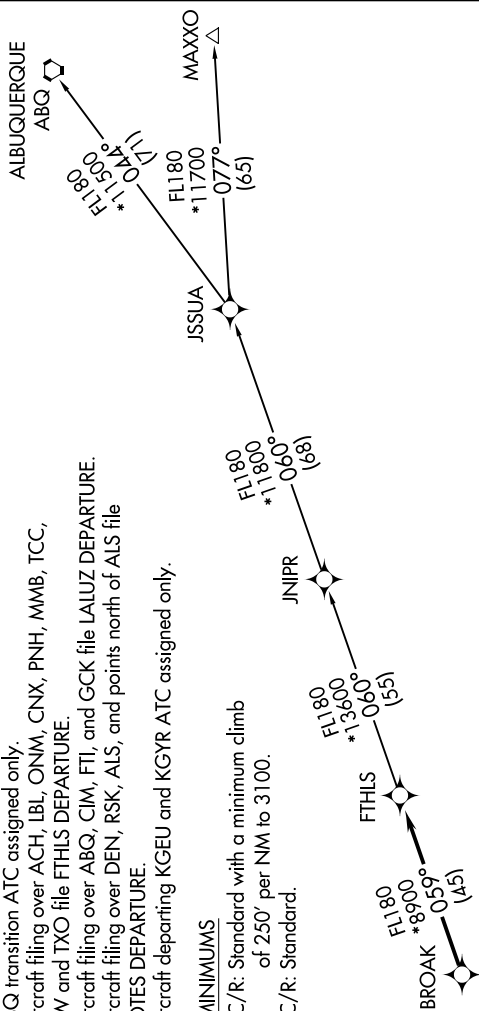 ALBUQUERQUE
ABQ
MAXXO
FL180
*11500
044°
(71)
FL180
*11700
077°
(65)
JSSUA
FL180
*11800
060°
(68)
JNIPR
FL180
*13600
060°
(55)
FTHLS
FL180
*8900
059°
(45)
BROAK
Q transition ATC assigned only.
rcraft filing over ACH, LBL, ONM, CNX, PNH, MMB, TCC,
W and TXO file FTHLS DEPARTURE.
rcraft filing over ABQ, CIM, FTI, and GCK file LALUZ DEPARTURE.
rcraft filing over DEN, RSK, ALS, and points north of ALS file
OTES DEPARTURE.
rcraft departing KGEU and KGYR ATC assigned only.
MINIMUMS
C/R: Standard with a minimum climb
of 250' per NM to 3100.
C/R: Standard.